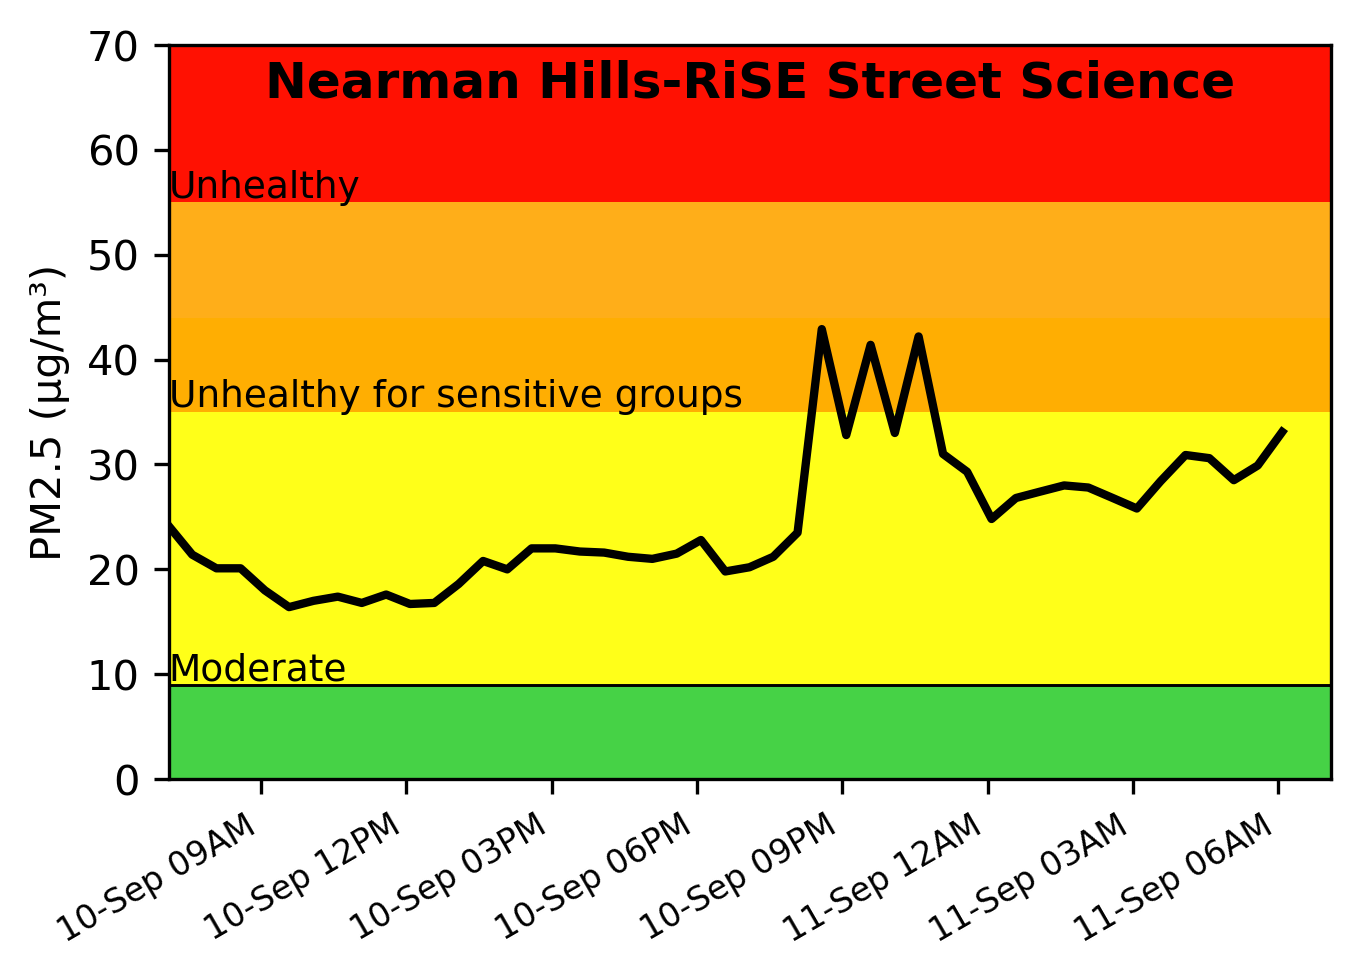 Nearman Hills-RiSE Street Science
70
60
Unhealthy
50
40
Unhealthy for sensitive groups
30
20
Moderate
10
0
PM2.5 (µg/m³)
10-Sep 09AM
10-Sep 12PM
10-Sep 03PM
10-Sep 06PM
10-Sep 09PM
11-Sep 12AM
11-Sep 03AM
11-Sep 06AM